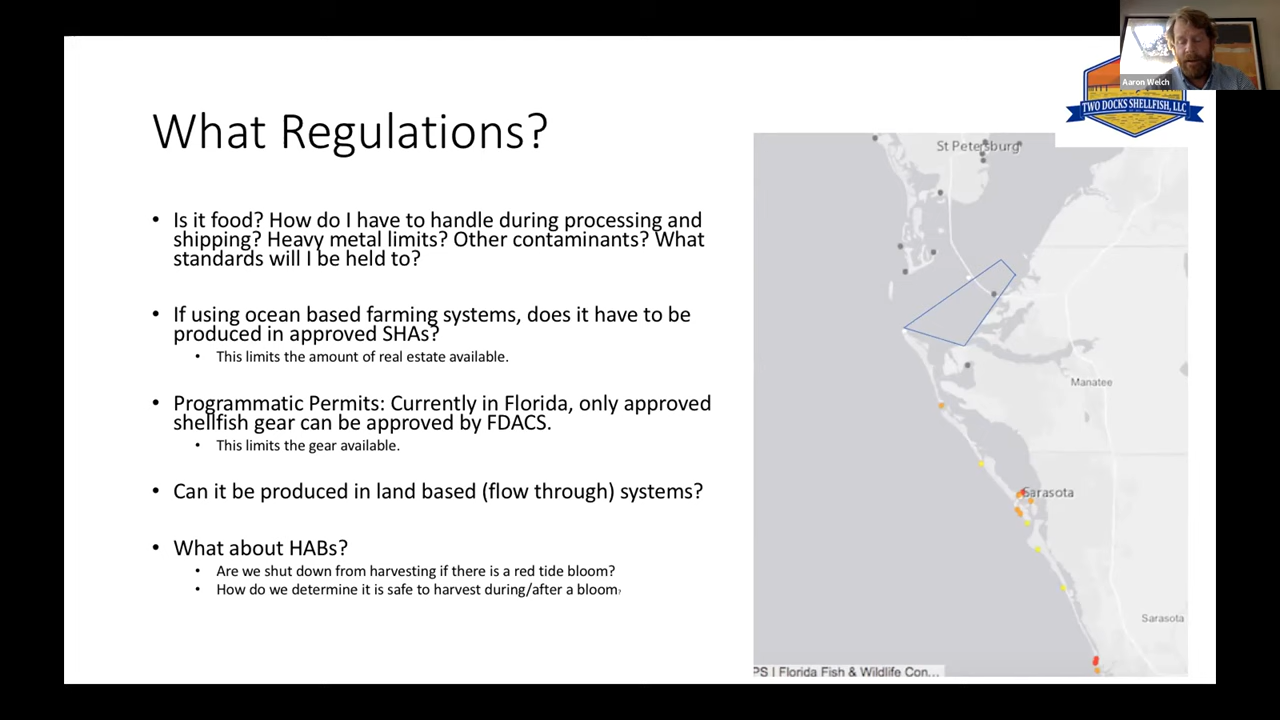 Aaron Welch
TWO DOCKS SHELLFISH, LLC
What Regulations?
• Is it food? How do I have to handle during processing and
shipping? Heavy metal limits? Other contaminants? What
standards will I be held to?
• If using ocean based farming systems, does it have to be
produced in approved SHAs?
• This limits the amount of real estate available.
• Programmatic Permits: Currently in Florida, only approved
shellfish gear can be approved by FDACS.
• This limits the gear available.
• Can it be produced in land based (flow through) systems?
• What about HABs?
• Are we shut down from harvesting if there is a red tide bloom?
• How do we determine it is safe to harvest during/after a bloom?
St Petersburg
Manatee
Sarasota
Sarasota
PS | Florida Fish & Wildlife Con...